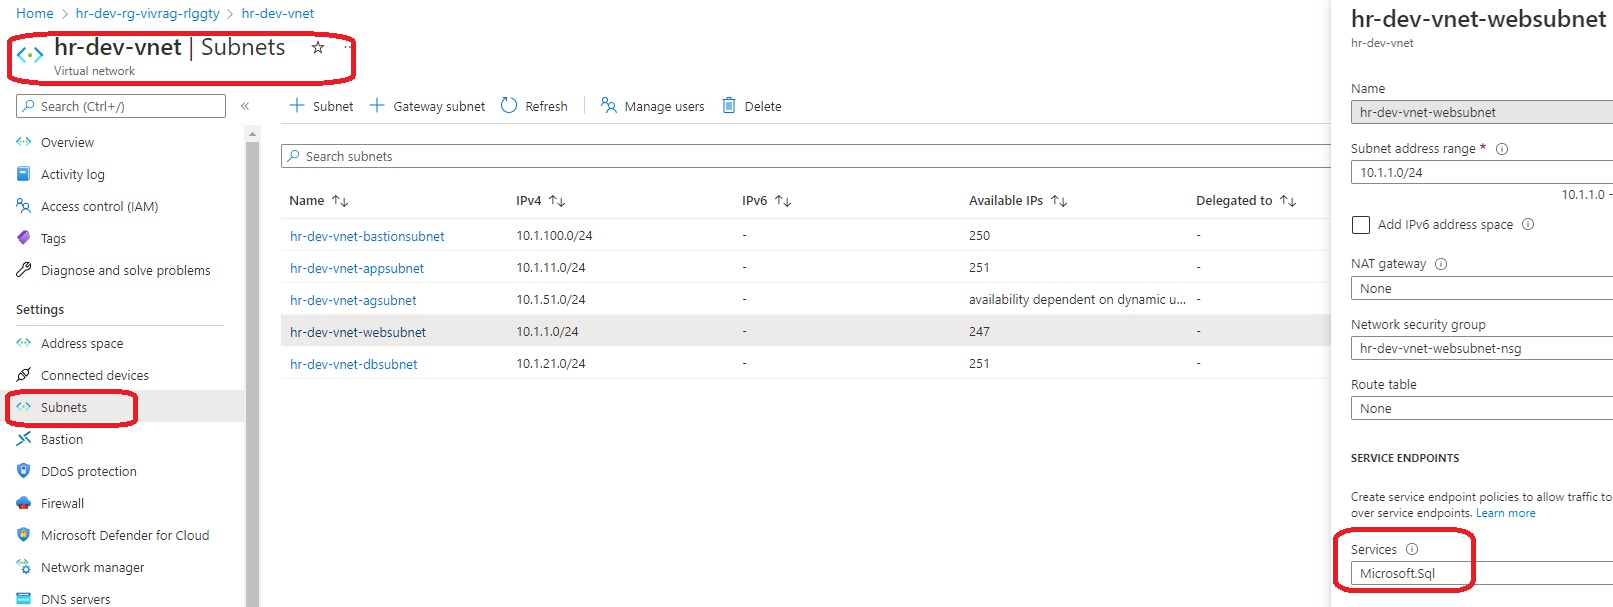 Home > hr-dev-rg-vivrag-rlggty > hr-dev-vnet
hr-dev-vnet | Subnets
Virtual network
Search (Ctrl+/)
Overview
Activity log
Access control (IAM)
Tags
Diagnose and solve problems
Settings
Address space
Connected devices
Subnets
Bastion
DDoS protection
Firewall
Microsoft Defender for Cloud
Network manager
DNS servers
+ Subnet + Gateway subnet Refresh Manage users Delete
Search subnets
Name IPv4 IPv6 Available IPs Delegated to
hr-dev-vnet-bastionsubnet 10.1.100.0/24 - 250 -
hr-dev-vnet-appsubnet 10.1.11.0/24 - 251 -
hr-dev-vnet-agsubnet 10.1.51.0/24 - availability dependent on dynamic u... -
hr-dev-vnet-websubnet 10.1.1.0/24 - 247 -
hr-dev-vnet-dbsubnet 10.1.21.0/24 - 251 -
hr-dev-vnet-websubnet
hr-dev-vnet
Name
hr-dev-vnet-websubnet
Subnet address range *
10.1.1.0/24
10.1.1.0 -
Add IPv6 address space
NAT gateway
None
Network security group
hr-dev-vnet-websubnet-nsg
Route table
None
SERVICE ENDPOINTS
Create service endpoint policies to allow traffic to
over service endpoints. Learn more
Services
Microsoft.Sql